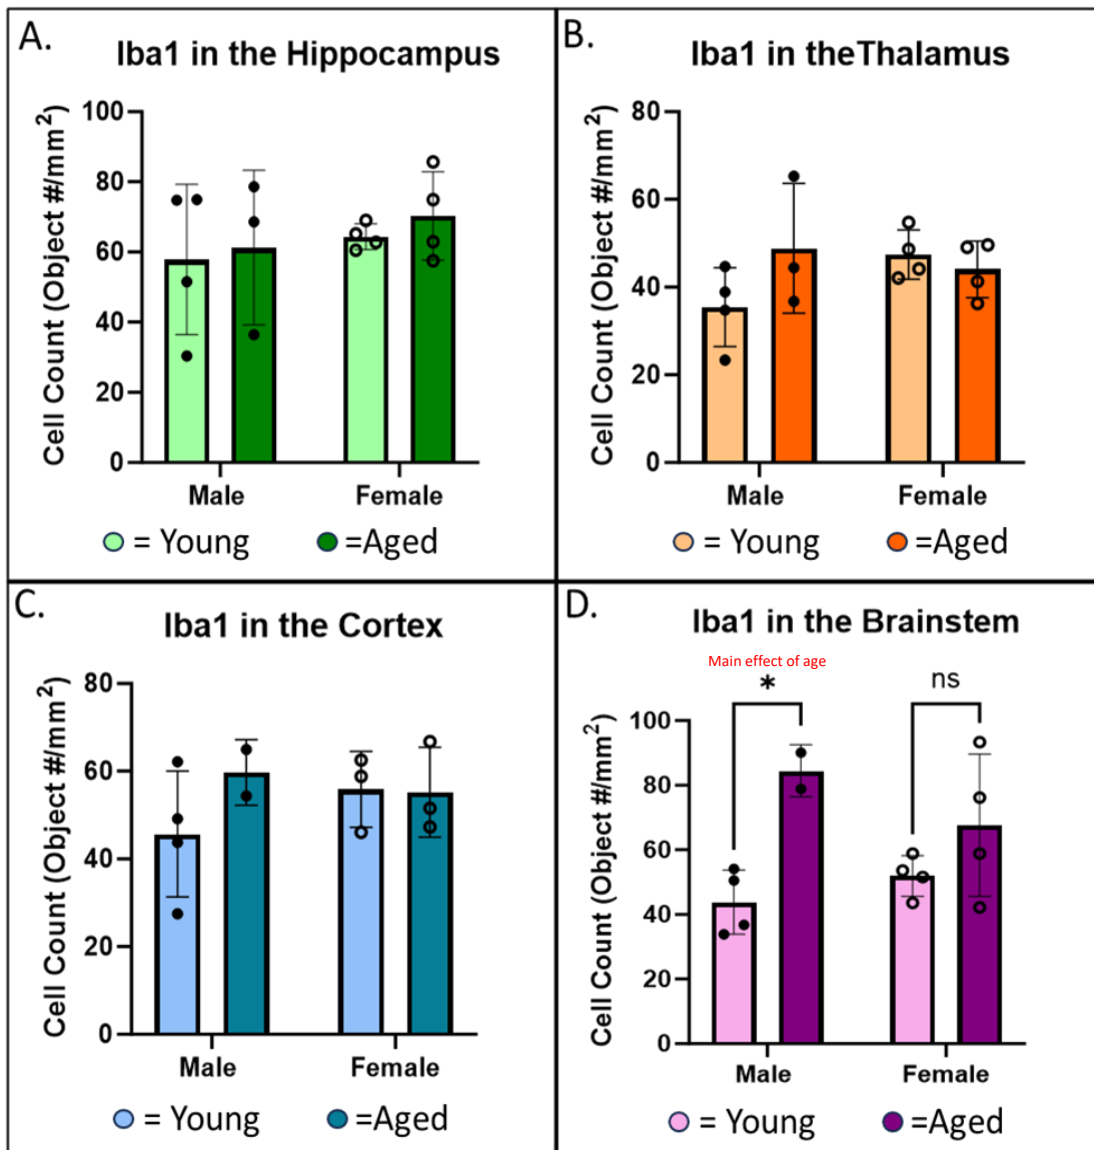 A.
Iba1 in the Hippocampus
Cell Count (Object #/mm²)
100
80
60
40
20
0
Male Female
= Young =Aged
B.
Iba1 in theThalamus
Cell Count (Object #/mm²)
80
60
40
20
0
Male Female
= Young =Aged
C.
Iba1 in the Cortex
Cell Count (Object #/mm²)
80
60
40
20
0
Male Female
= Young =Aged
D.
Iba1 in the Brainstem
Main effect of age
* ns
Cell Count (Object #/mm²)
100
80
60
40
20
0
Male Female
= Young =Aged